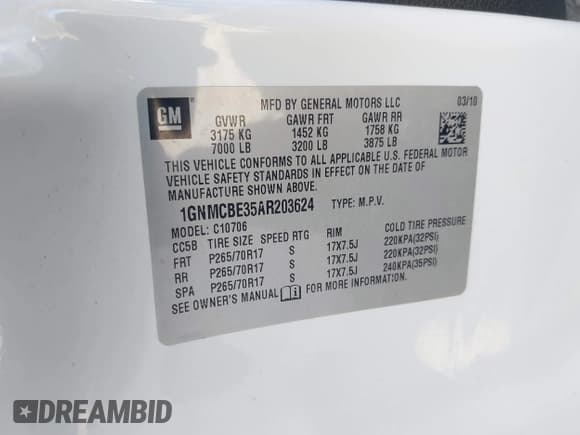 GM
MFD BY GENERAL MOTORS LLC 03/10
GVWR GAWR FRT GAWR RR
3175 KG 1452 KG 1758 KG
7000 LB 3200 LB 3875 LB
THIS VEHICLE CONFORMS TO ALL APPLICABLE U.S. FEDERAL MOTOR
VEHICLE SAFETY STANDARDS IN EFFECT ON THE DATE OF
MANUFACTURE SHOWN ABOVE.
1GNMCBE35AR203624 TYPE: M.P.V.
MODEL: C10706
CC5B TIRE SIZE SPEED RTG RIM COLD TIRE PRESSURE
FRT P265/70R17 S 17X7.5J 220KPA(32PSI)
RR P265/70R17 S 17X7.5J 220KPA(32PSI)
SPA P265/70R17 S 17X7.5J 240KPA(35PSI)
SEE OWNER'S MANUAL FOR MORE INFORMATION.
DREAMBID